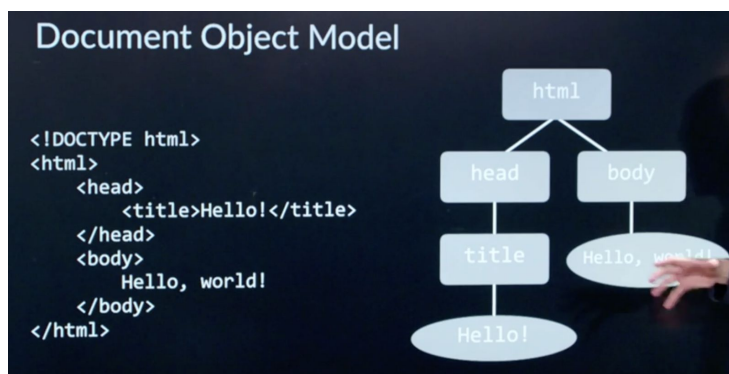 Document Object Model
<!DOCTYPE html>
<html>
    <head>
        <title>Hello!</title>
    </head>
    <body>
        Hello, world!
    </body>
</html>
html
head
body
title
Hello, world!
Hello!